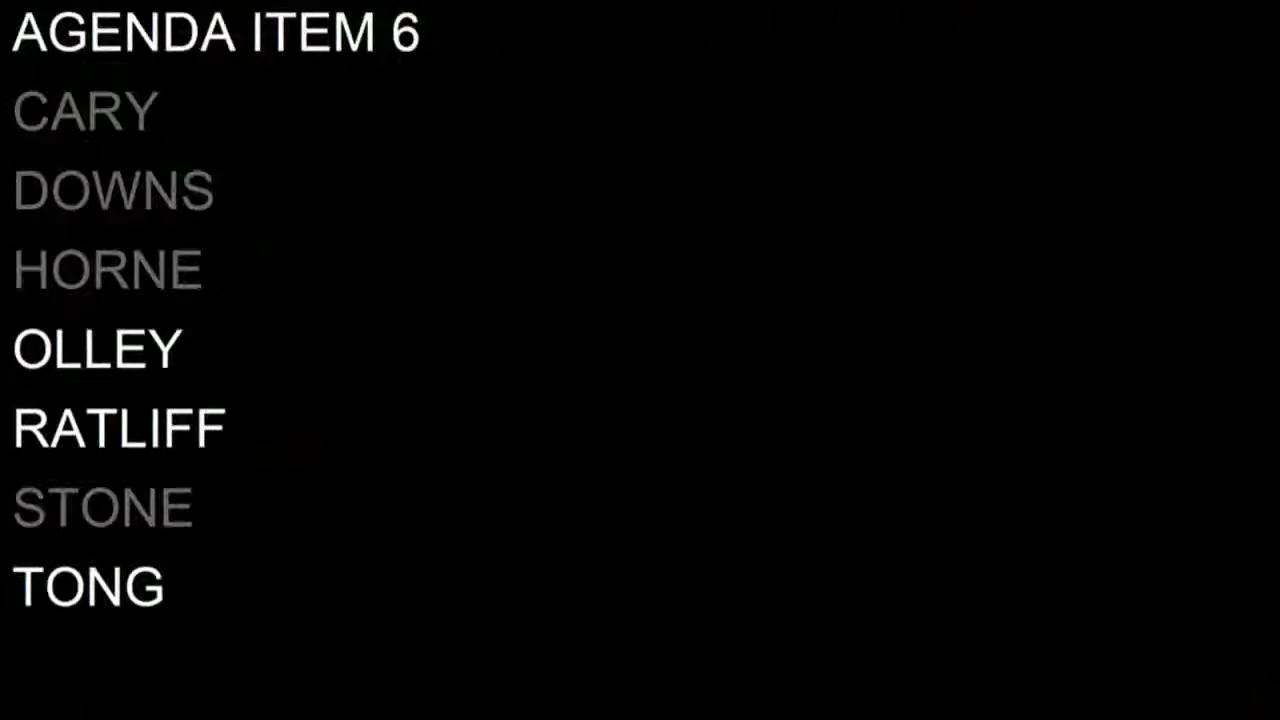 AGENDA ITEM 6
CARY
DOWNS
HORNE
OLLEY
RATLIFF
STONE
TONG